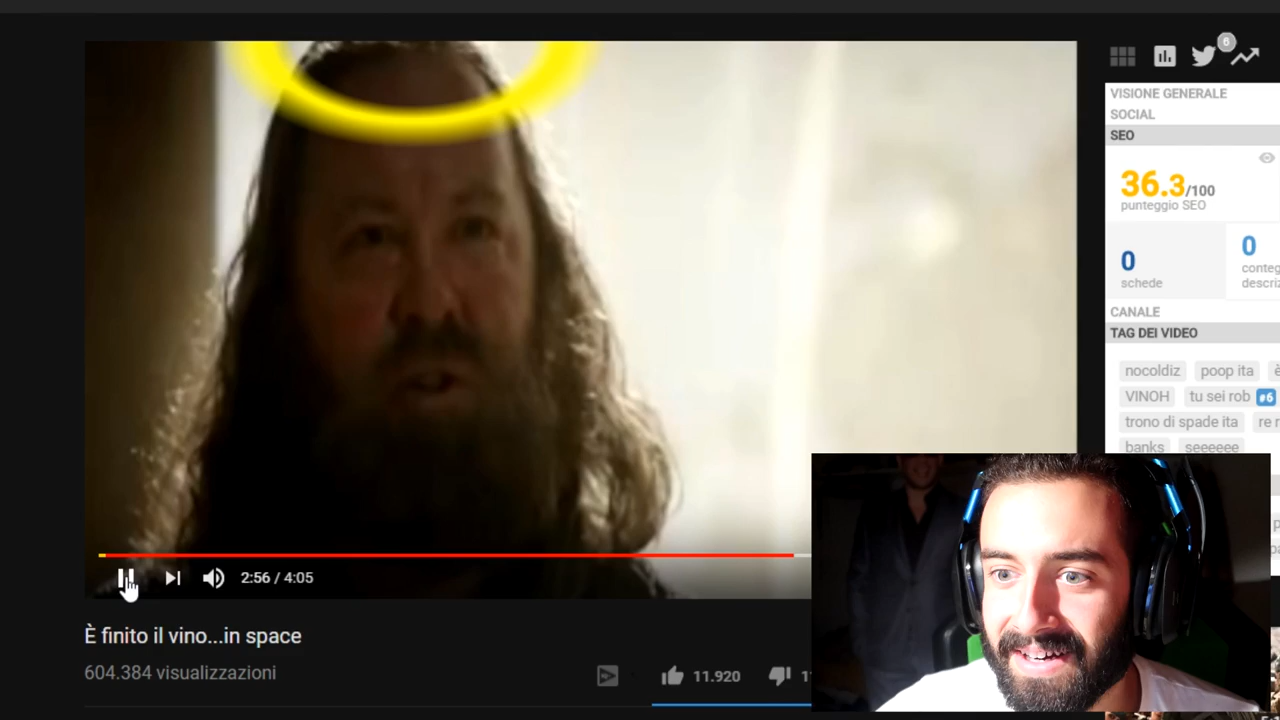 6
VISIONE GENERALE
SOCIAL
SEO
36.3/100
punteggio SEO
0
schede
0
CANALE
TAG DEI VIDEO
nocoldiz
poop ita
VINOH
tu sei rob #6
trono di spade ita
banks
seeeeee
2:56 / 4:05
È finito il vino...in space
604.384 visualizzazioni
11.920